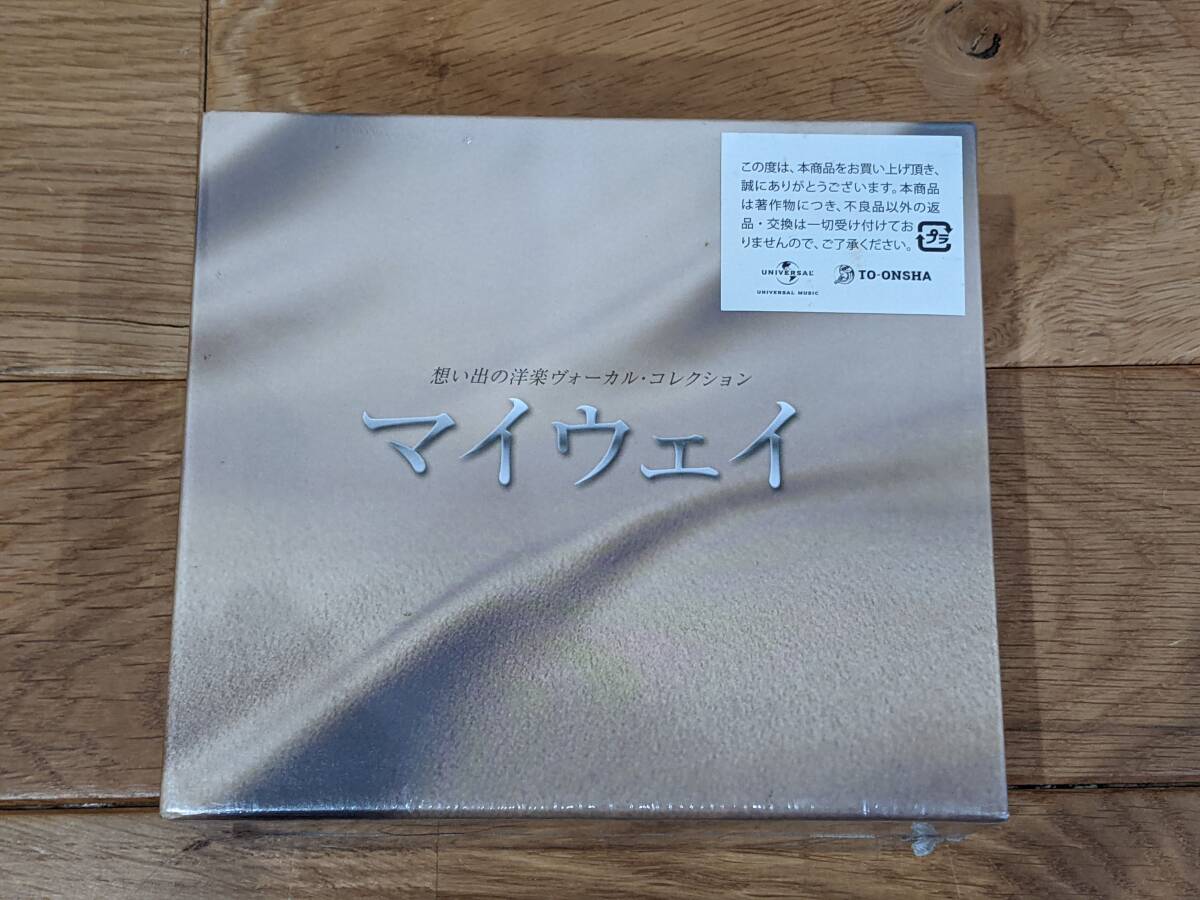 この度は、本商品をお買い上げ頂き、
誠にありがとうございます。本商品
は著作物につき、不良品以外の返
品・交換は一切受け付けてお
りませんので、ご了承ください。
プラ
UNIVERSAL
UNIVERSAL MUSIC
TO-ONSHA
想い出の洋楽ヴォーカル・コレクション
マイウェイ